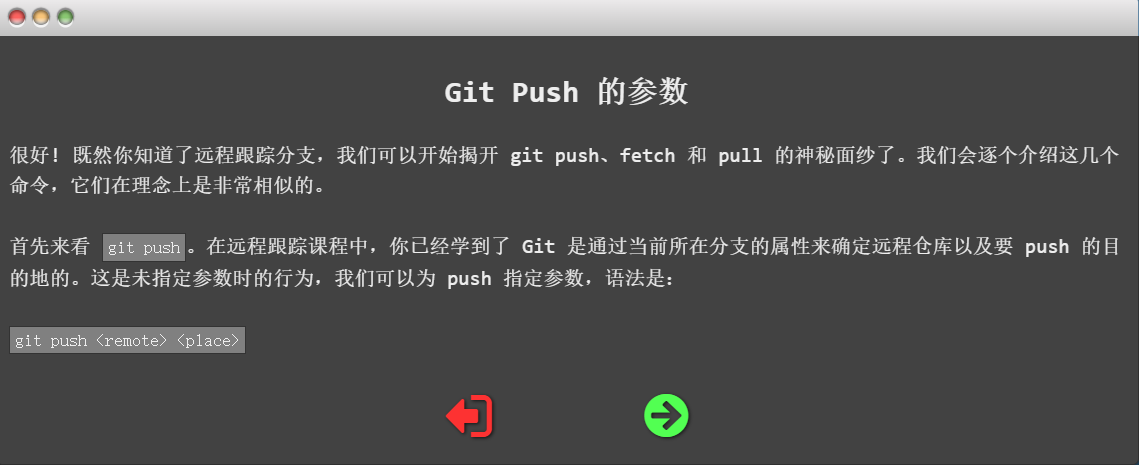 Git Push 的参数
很好! 既然你知道了远程跟踪分支，我们可以开始揭开 git push、fetch 和 pull 的神秘面纱了。我们会逐个介绍这几个
命令，它们在理念上是非常相似的。
首先来看 git push。在远程跟踪课程中，你已经学到了 Git 是通过当前所在分支的属性来确定远程仓库以及要 push 的目
的地的。这是未指定参数时的行为，我们可以为 push 指定参数，语法是：
git push <remote> <place>